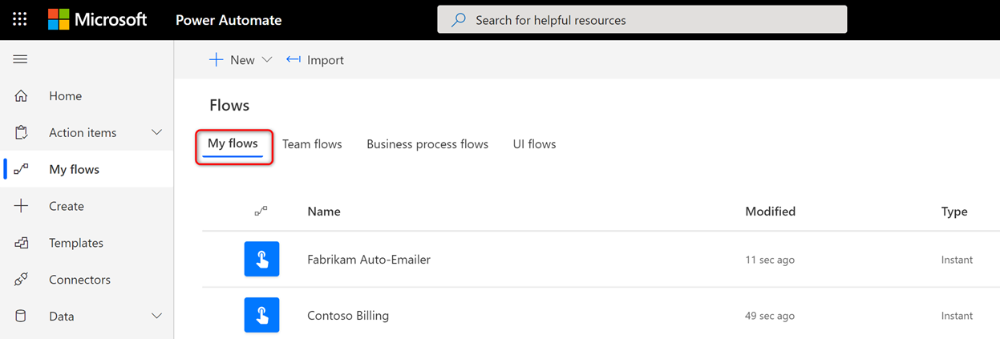 Microsoft Power Automate Search for helpful resources
New Import
Home
Action items
My flows
Create
Templates
Connectors
Data
Flows
My flows Team flows Business process flows UI flows
Name Modified Type
Fabrikam Auto-Emailer 11 sec ago Instant
Contoso Billing 49 sec ago Instant